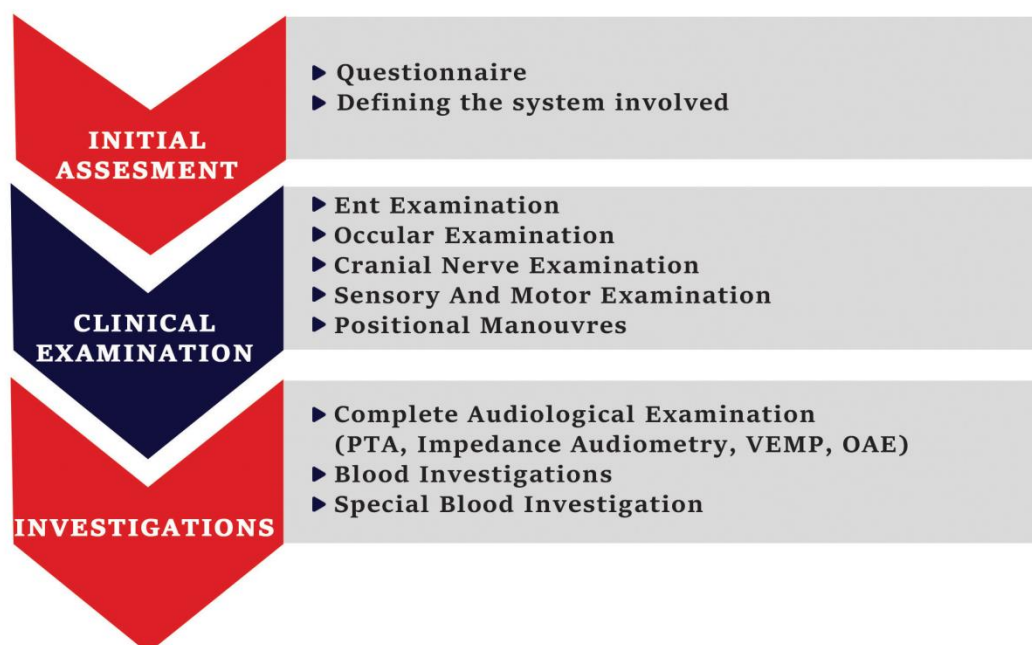 INITIAL
ASSESMENT
Questionnaire
Defining the system involved
CLINICAL
EXAMINATION
Ent Examination
Occular Examination
Cranial Nerve Examination
Sensory And Motor Examination
Positional Manouvres
INVESTIGATIONS
Complete Audiological Examination
(PTA, Impedance Audiometry, VEMP, OAE)
Blood Investigations
Special Blood Investigation